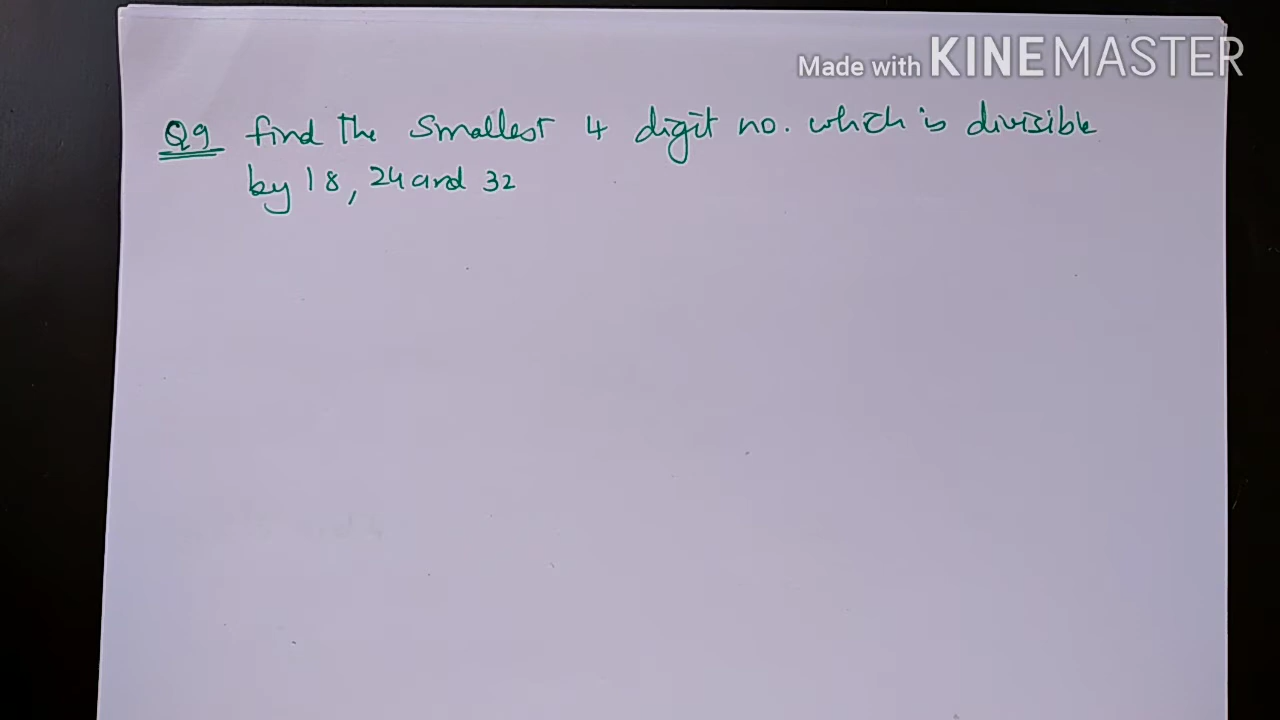 Made with KINEMASTER
Q9 find the smallest 4 digit no. which is divisible
by 18, 24 and 32